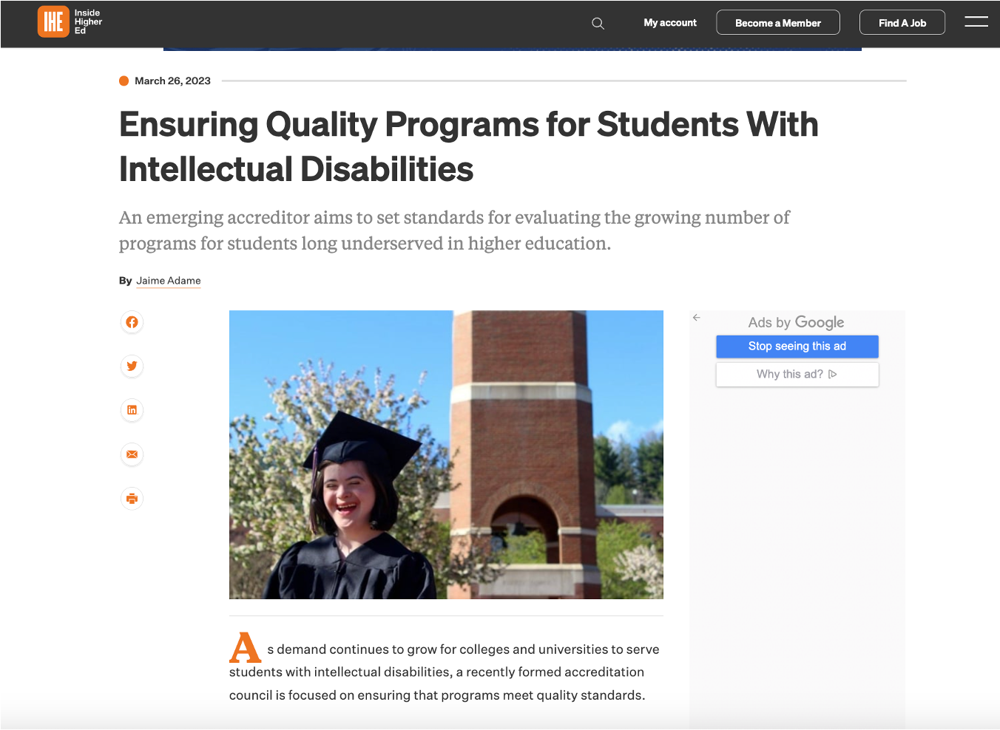 IHE
Inside
Higher
Ed
My account
Become a Member
Find A Job
March 26, 2023
Ensuring Quality Programs for Students With
Intellectual Disabilities
An emerging accreditor aims to set standards for evaluating the growing number of
programs for students long underserved in higher education.
By Jaime Adame
Ads by Google
Stop seeing this ad
Why this ad?
As demand continues to grow for colleges and universities to serve
students with intellectual disabilities, a recently formed accreditation
council is focused on ensuring that programs meet quality standards.